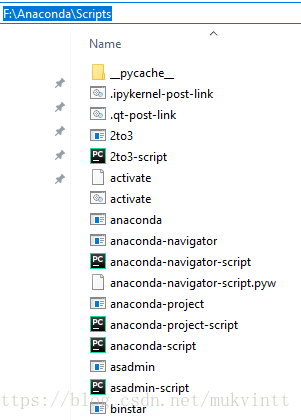 F:\Anaconda\Scripts
Name
__pycache__
.ipykernel-post-link
.qt-post-link
2to3
2to3-script
activate
activate
anaconda
anaconda-navigator
anaconda-navigator-script
anaconda-navigator-script.pyw
anaconda-project
anaconda-project-script
anaconda-script
asadmin
asadmin-script
binstar
https://blog.csdn.net/mukvintt